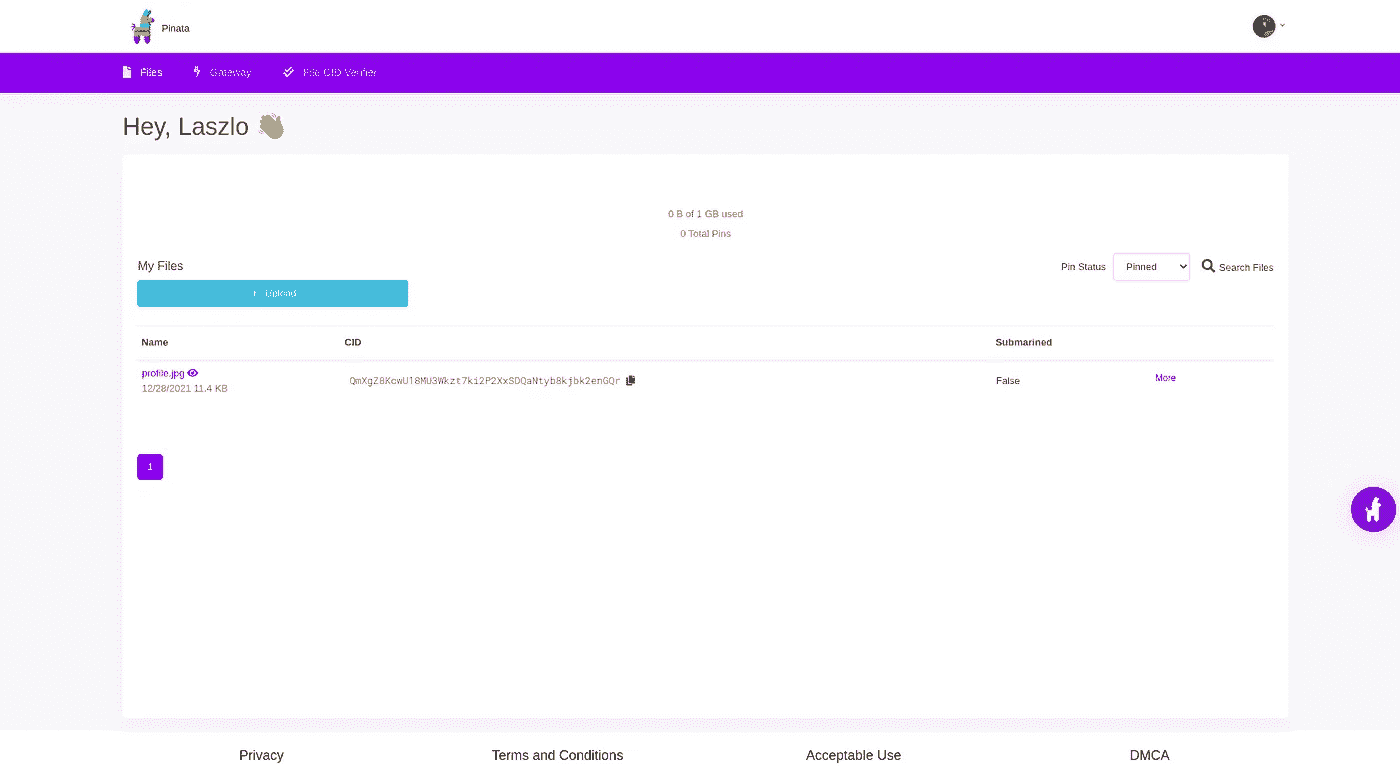 Pinata
Files Gateway File CID Verifier
Hey, Laszlo
0 B of 1 GB used
0 Total Pins
My Files
Pin Status Pinned Search Files
Upload
Name CID Submarined
profile.jpg
12/28/2021 11.4 KB
False More
1
Privacy Terms and Conditions Acceptable Use DMCA